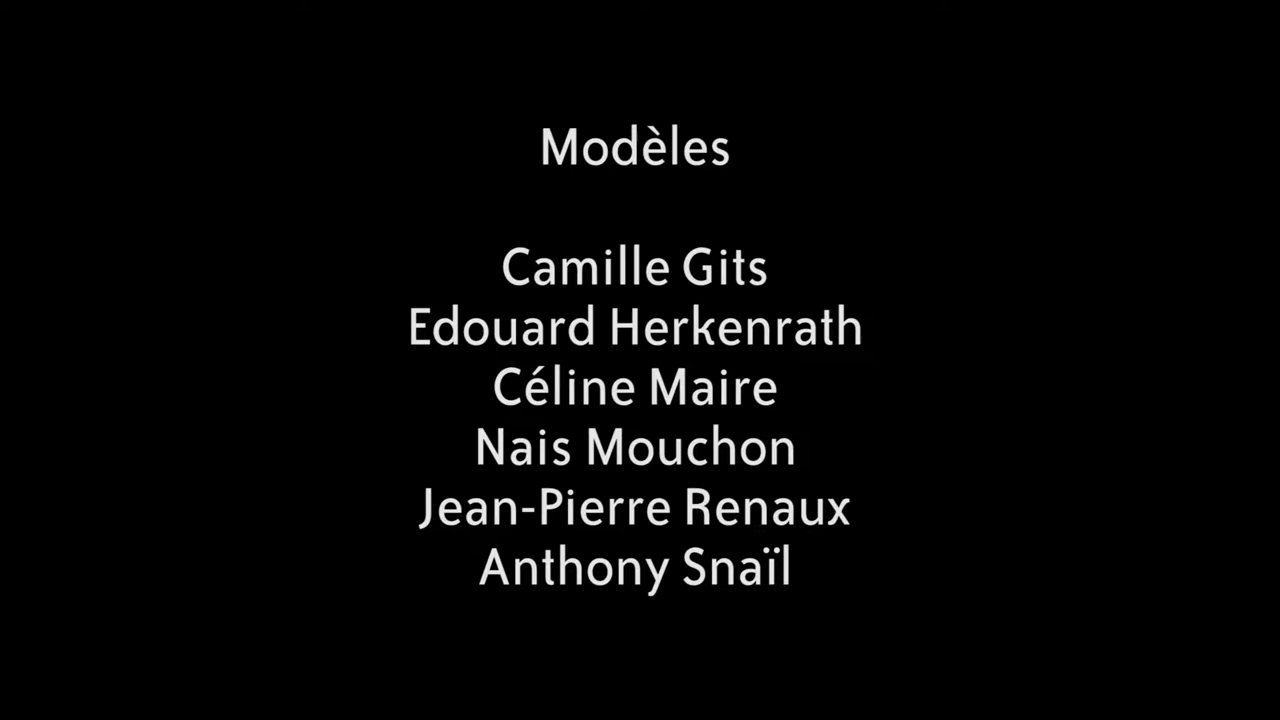 Modèles
Camille Gits
Edouard Herkenrath
Céline Maire
Nais Mouchon
Jean-Pierre Renaux
Anthony Snaïl